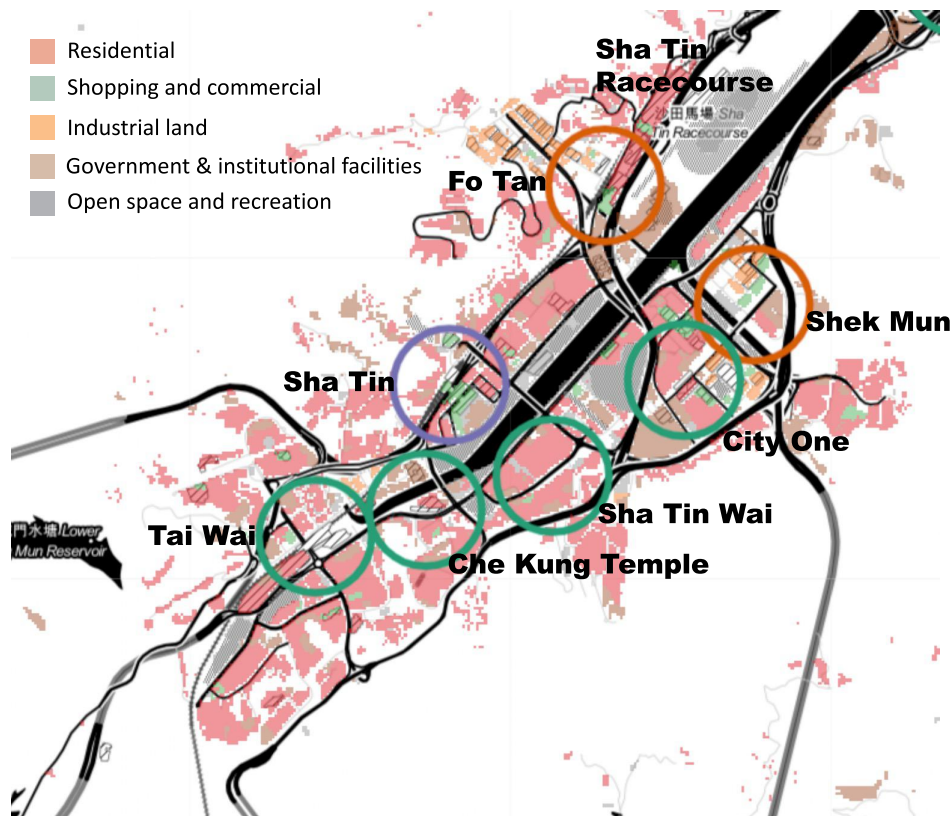 Residential
Shopping and commercial
Industrial land
Government & institutional facilities
Open space and recreation
Sha Tin
Racecourse
沙田馬場 Sha
Tin Racecourse
Fo Tan
Shek Mun
Sha Tin
City One
Sha Tin Wai
Tai Wai
門水塘 Lower
Mun Reservoir
Che Kung Temple